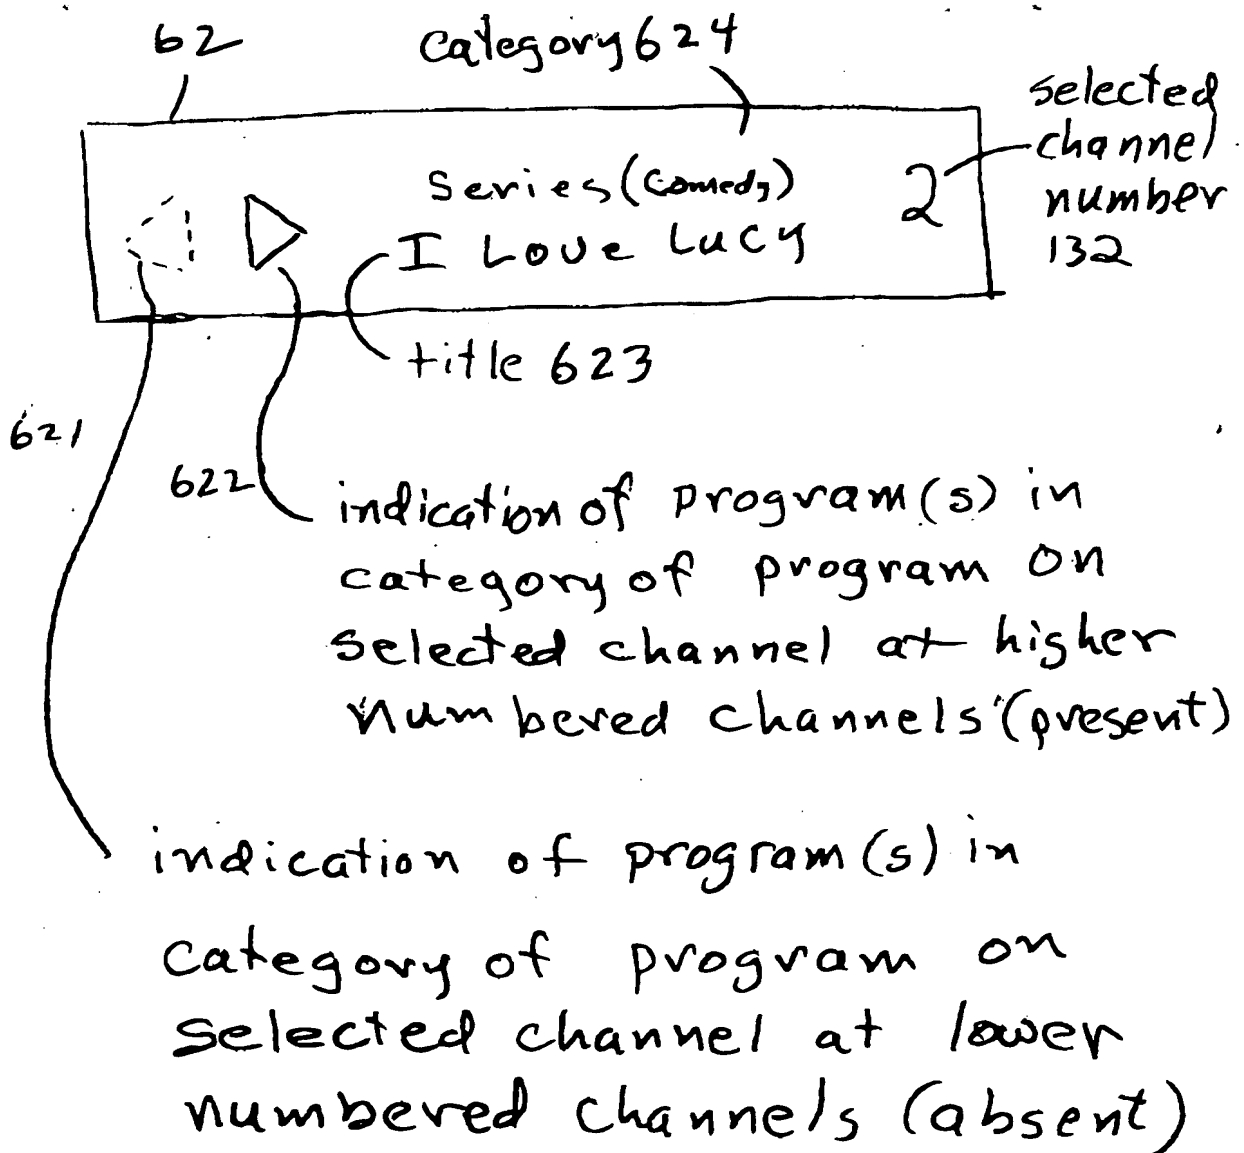 62
category 624
selected
channel
number
132
Series (Comedy)
2
I Love Lucy
title 623
621
622
indication of program(s) in
category of program on
selected channel at higher
numbered channels (present)
indication of program(s) in
category of program on
selected channel at lower
numbered channels (absent)